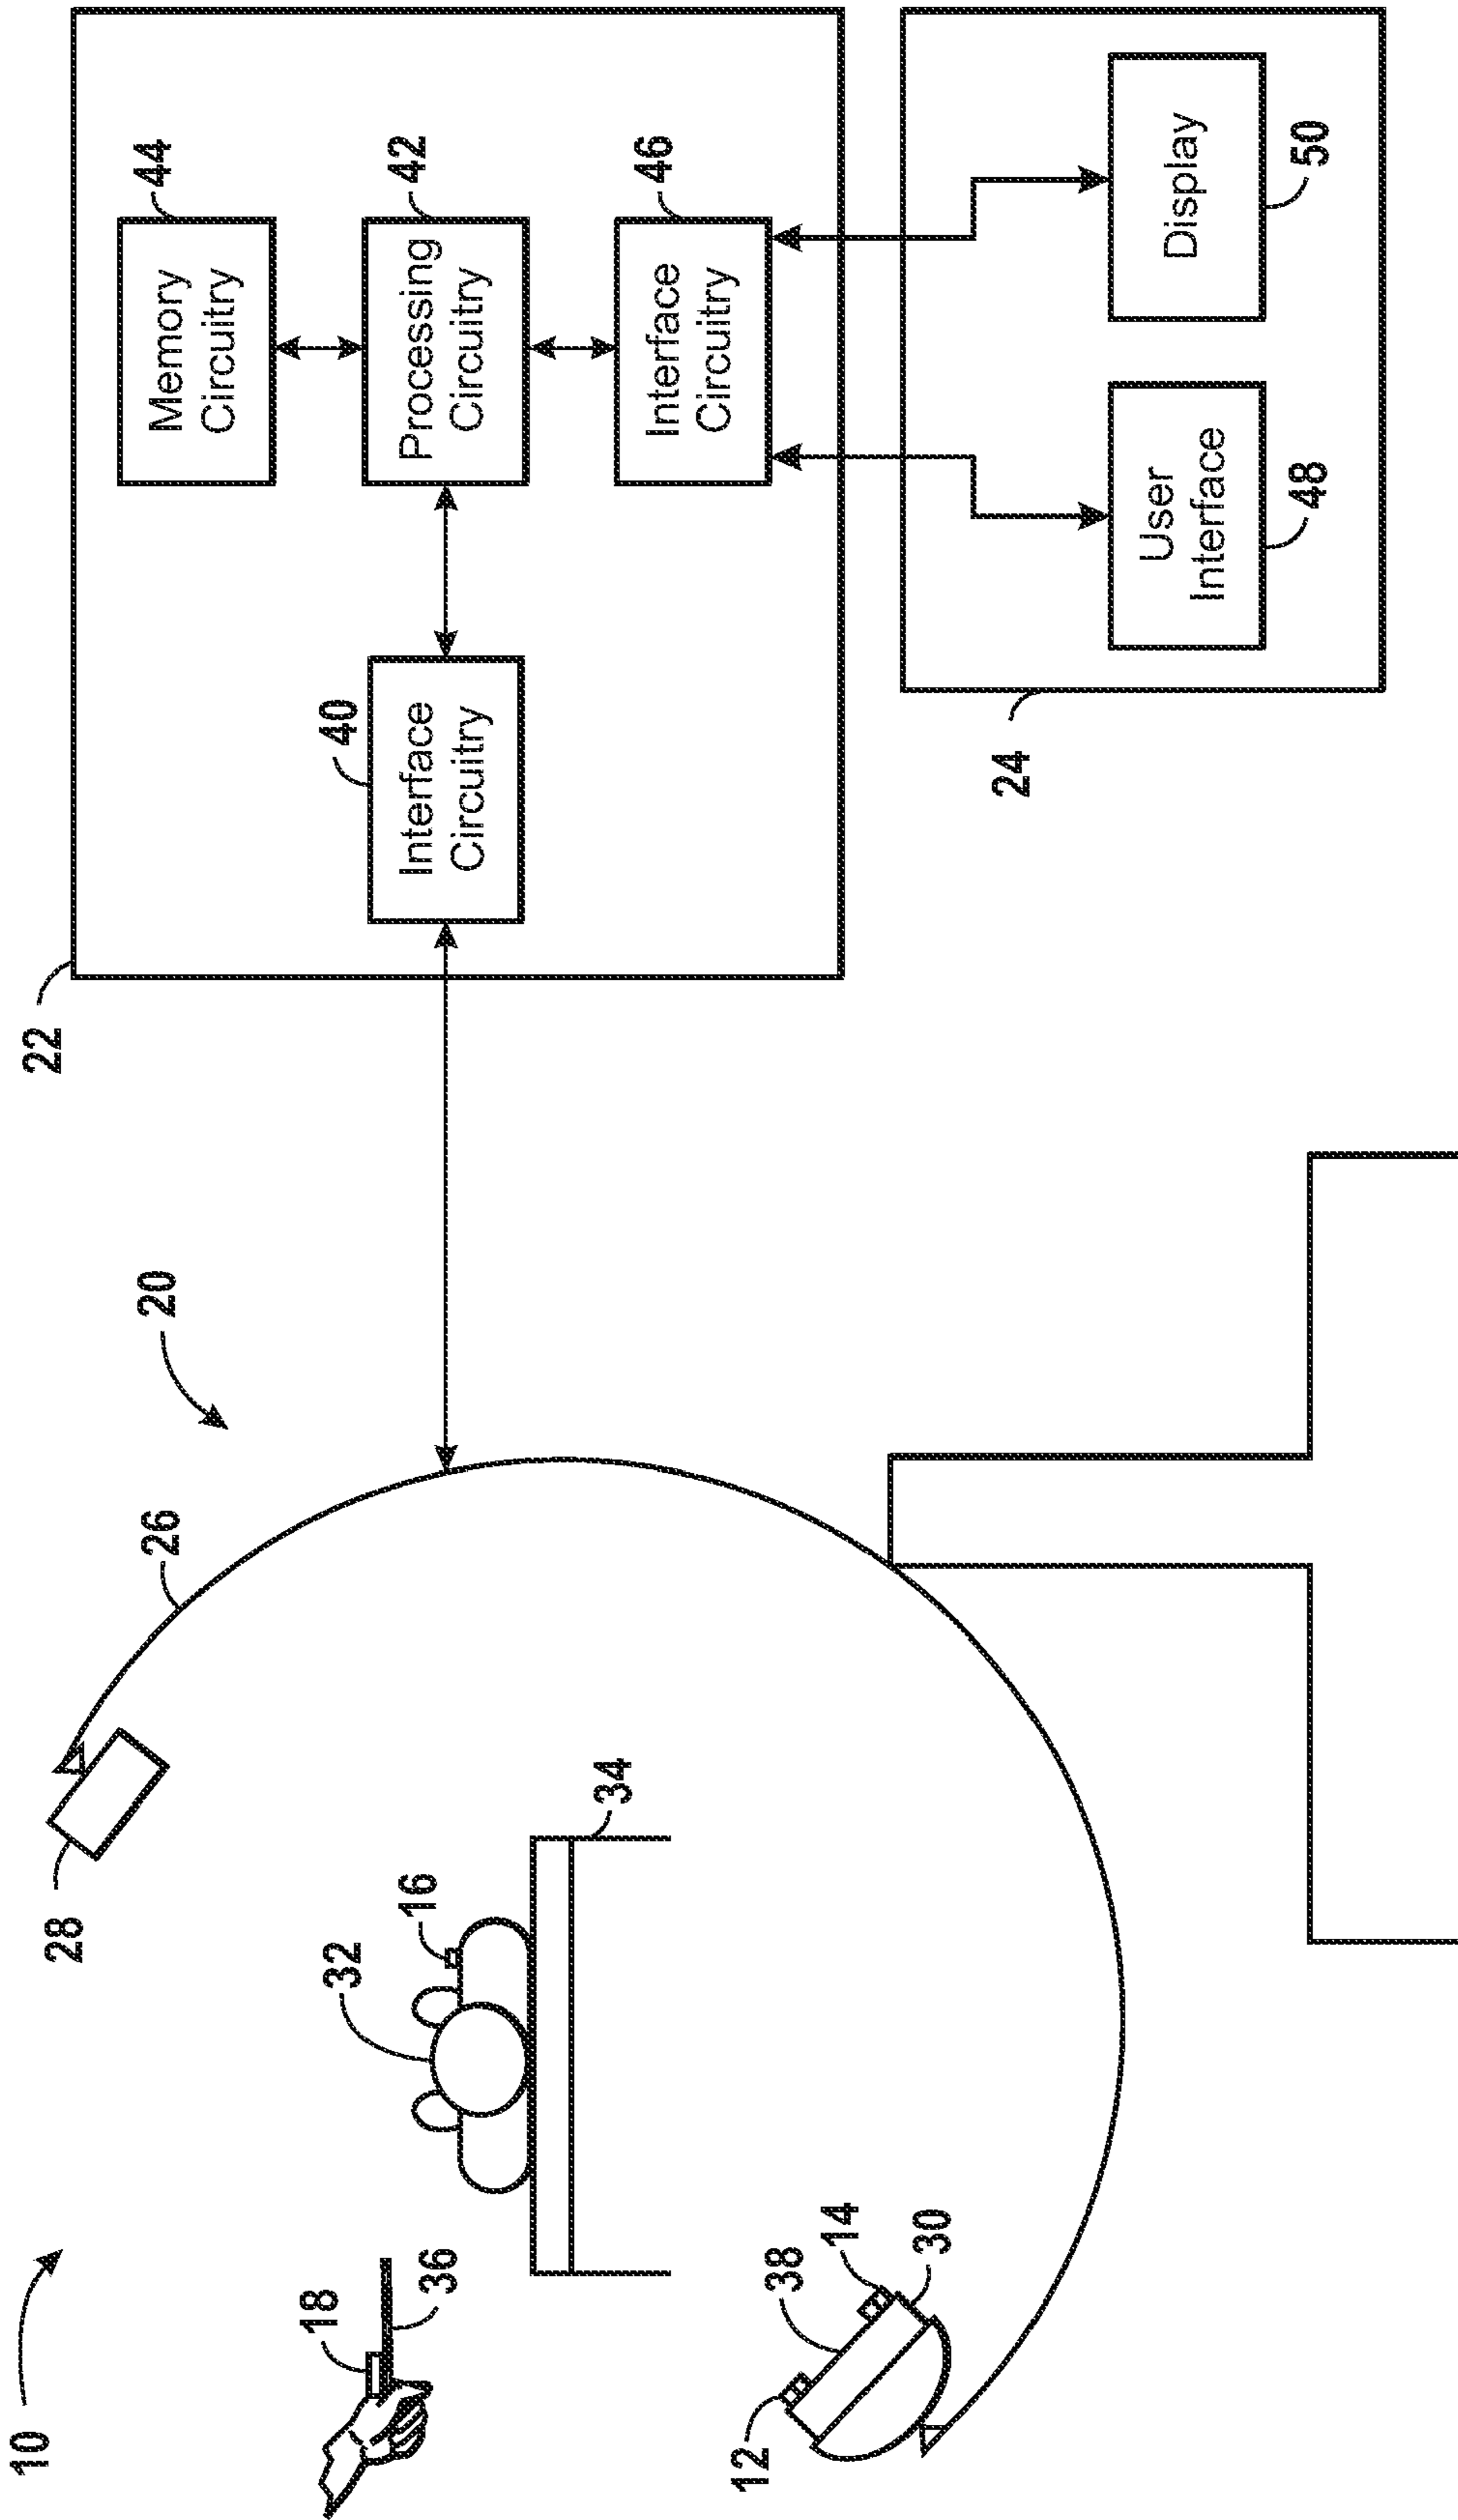 10
20
22
28
26
44
Memory
Circuitry
18
32
16
40
42
Interface
Circuitry
Processing
Circuitry
36
34
46
Interface
Circuitry
12
38
14
30
24
User
Interface
48
Display
50